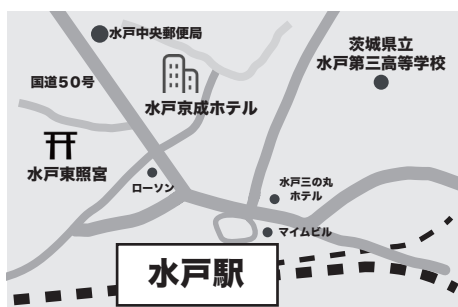 水戸中央郵便局
茨城県立
水戸第三高等学校
国道50号
水戸京成ホテル
水戸東照宮
ローソン
水戸三の丸
ホテル
マイムビル
水戸駅